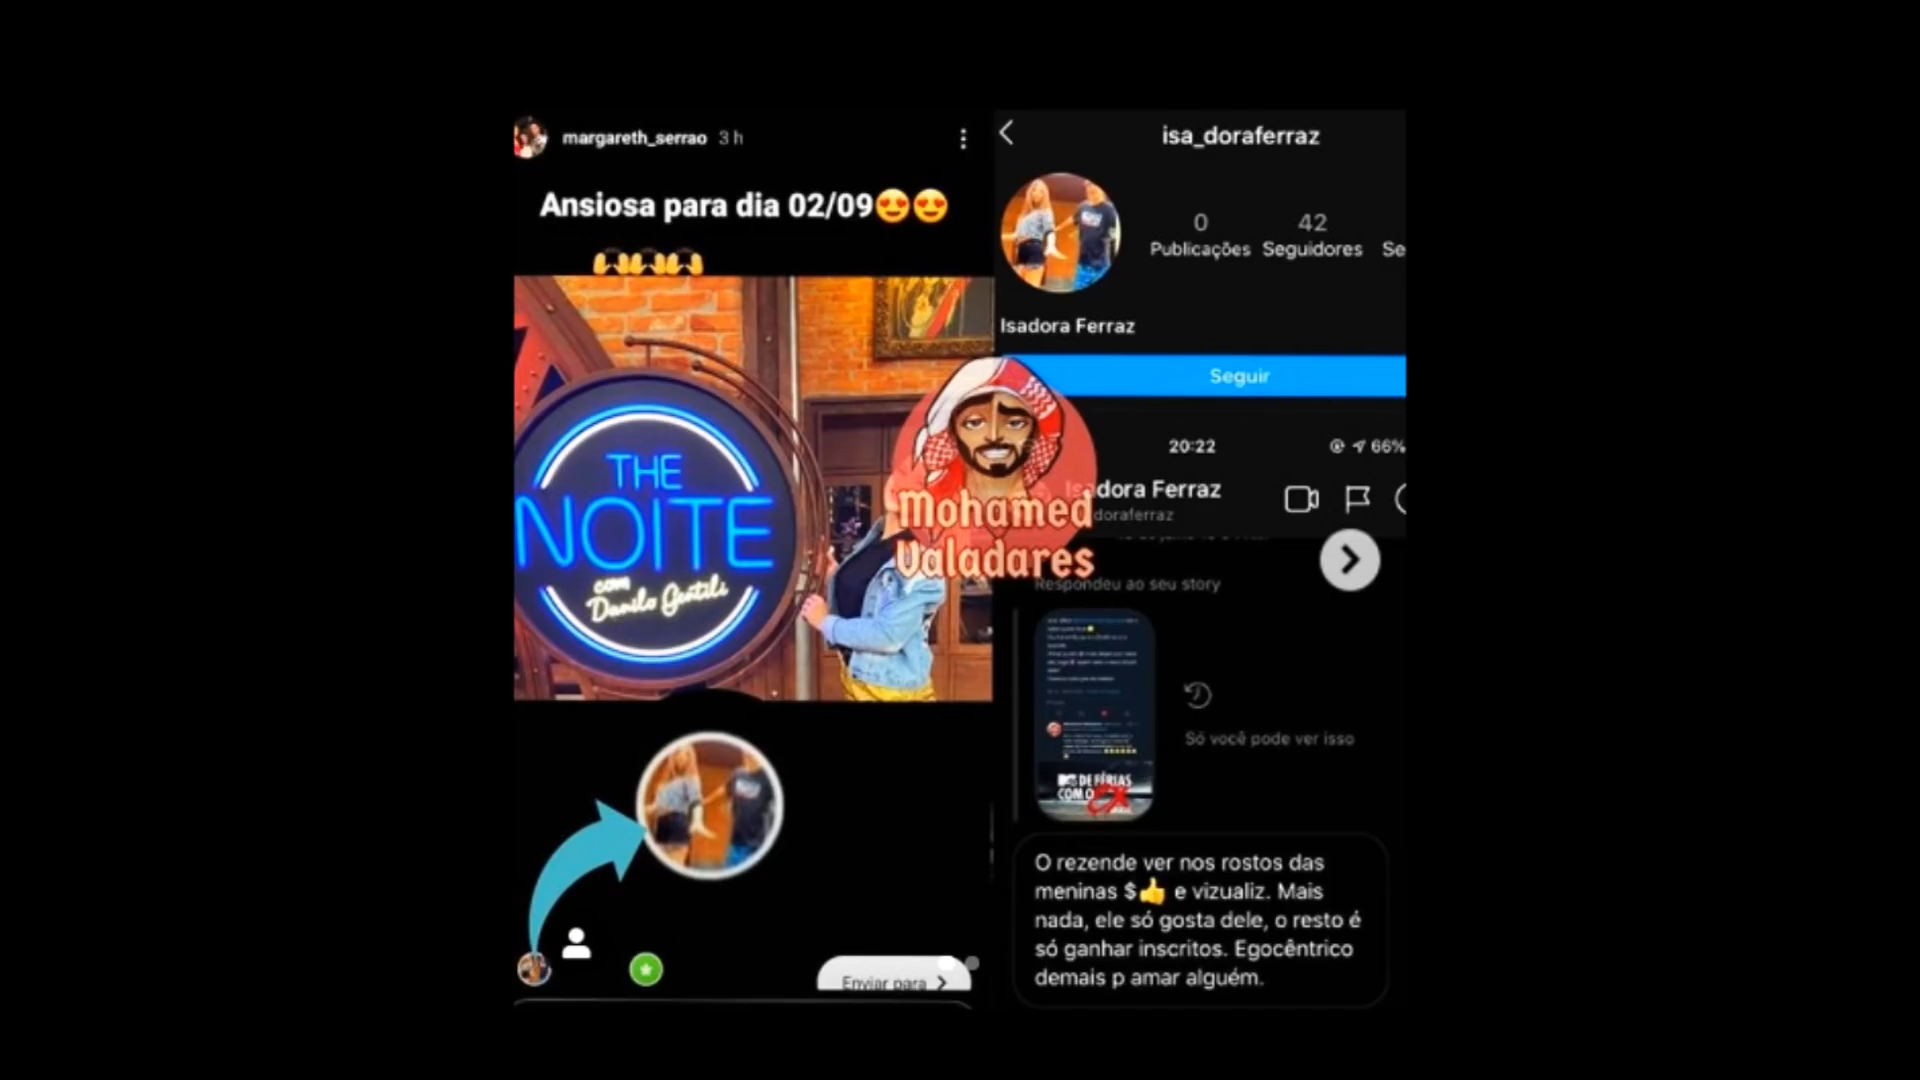 margareth_serrao 3 h
Ansiosa para dia 02/09
THE
NOITE
com
Danilo Gentili
Enviar para
isa_doraferraz
0
42
Publicações
Seguidores
Se
Isadora Ferraz
Seguir
20:22
66%
Isadora Ferraz
doraferraz
Mohamed
Valadares
Respondeu ao seu story
Só você pode ver isso
DE FÉRIAS
COM O EX
O rezende ver nos rostos das
meninas $👍 e vizualiz. Mais
nada, ele só gosta dele, o resto é
só ganhar inscritos. Egocêntrico
demais p amar alguém.